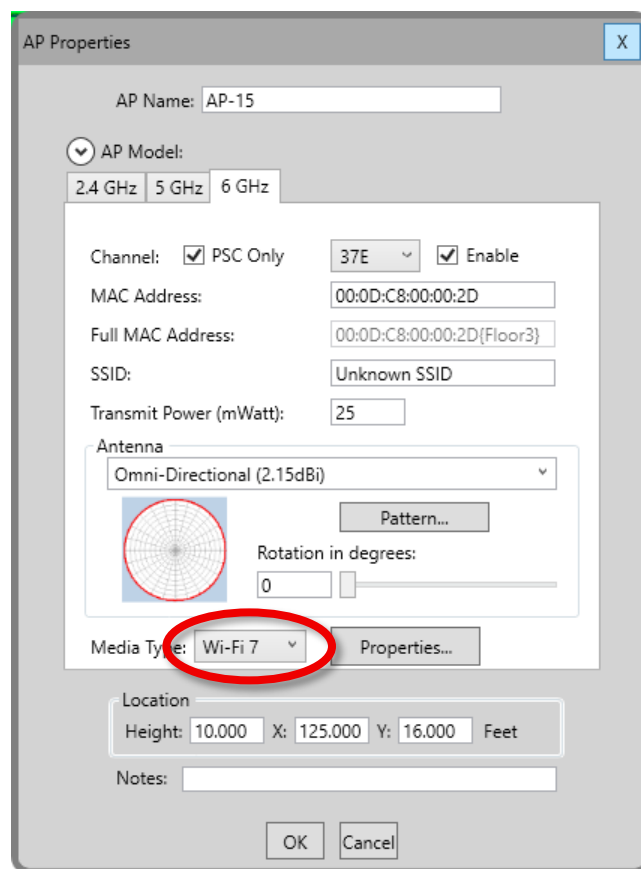 AP Properties X
AP Name: AP-15
AP Model:
2.4 GHz 5 GHz 6 GHz
Channel: PSC Only 37E Enable
MAC Address: 00:0D:C8:00:00:2D
Full MAC Address: 00:0D:C8:00:00:2D{Floor3}
SSID: Unknown SSID
Transmit Power (mWatt): 25
Antenna
Omni-Directional (2.15dBi)
Pattern...
Rotation in degrees:
0
Media Type: Wi-Fi 7 Properties...
Location
Height: 10.000 X: 125.000 Y: 16.000 Feet
Notes:
OK Cancel